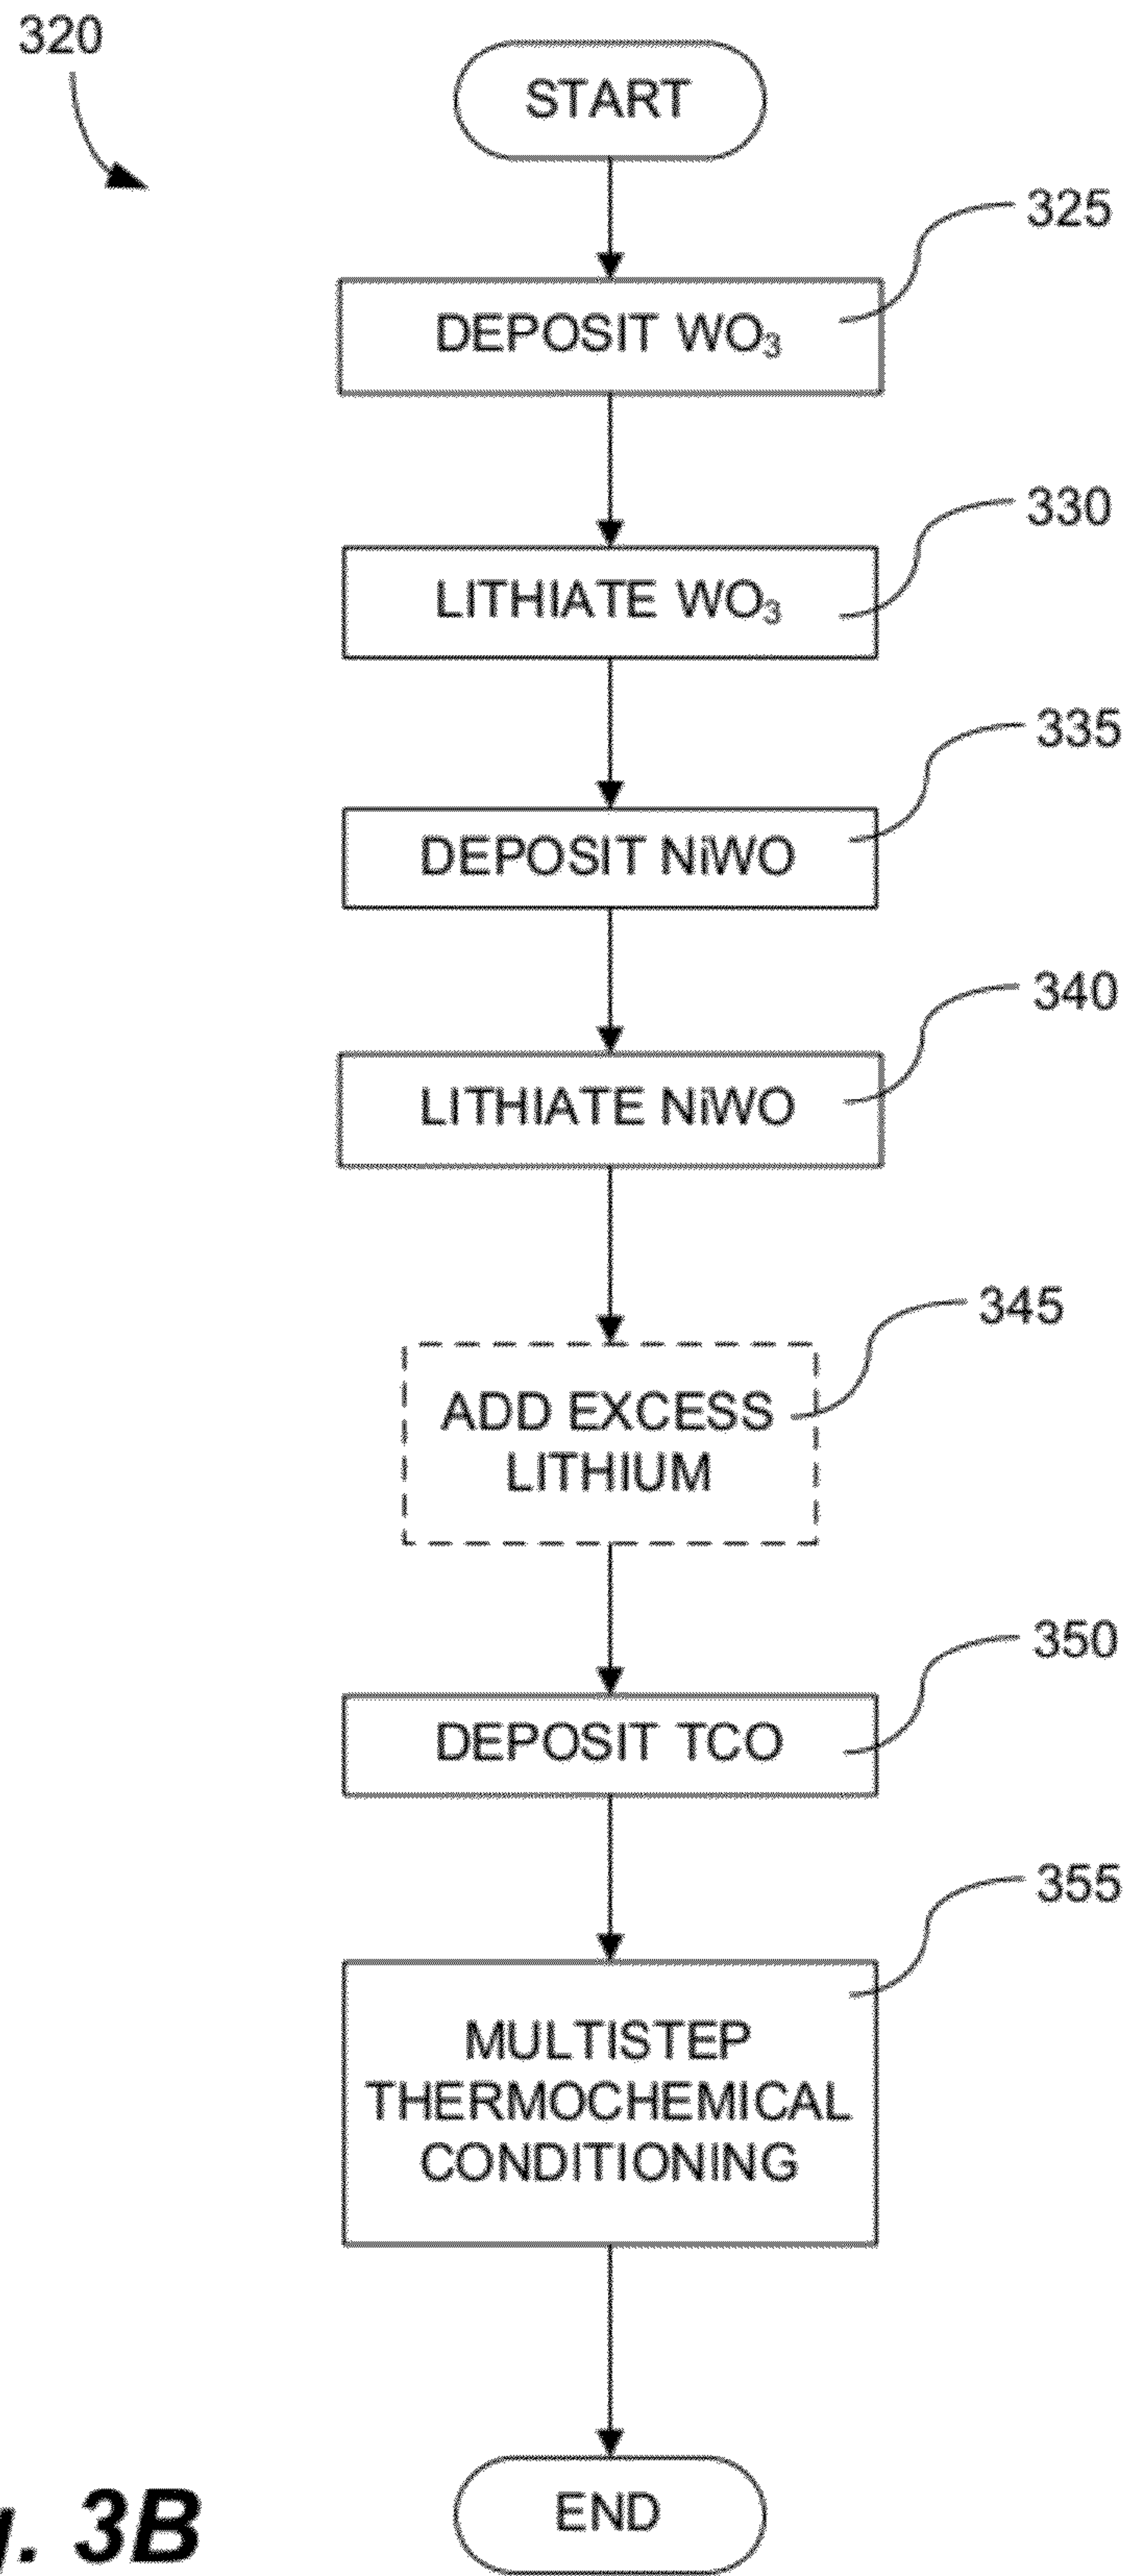 320
START
325
DEPOSIT WO₃
330
LITHIATE WO₃
335
DEPOSIT NiWO
340
LITHIATE NiWO
345
ADD EXCESS
LITHIUM
350
DEPOSIT TCO
355
MULTISTEP
THERMOCHEMICAL
CONDITIONING
END
3B